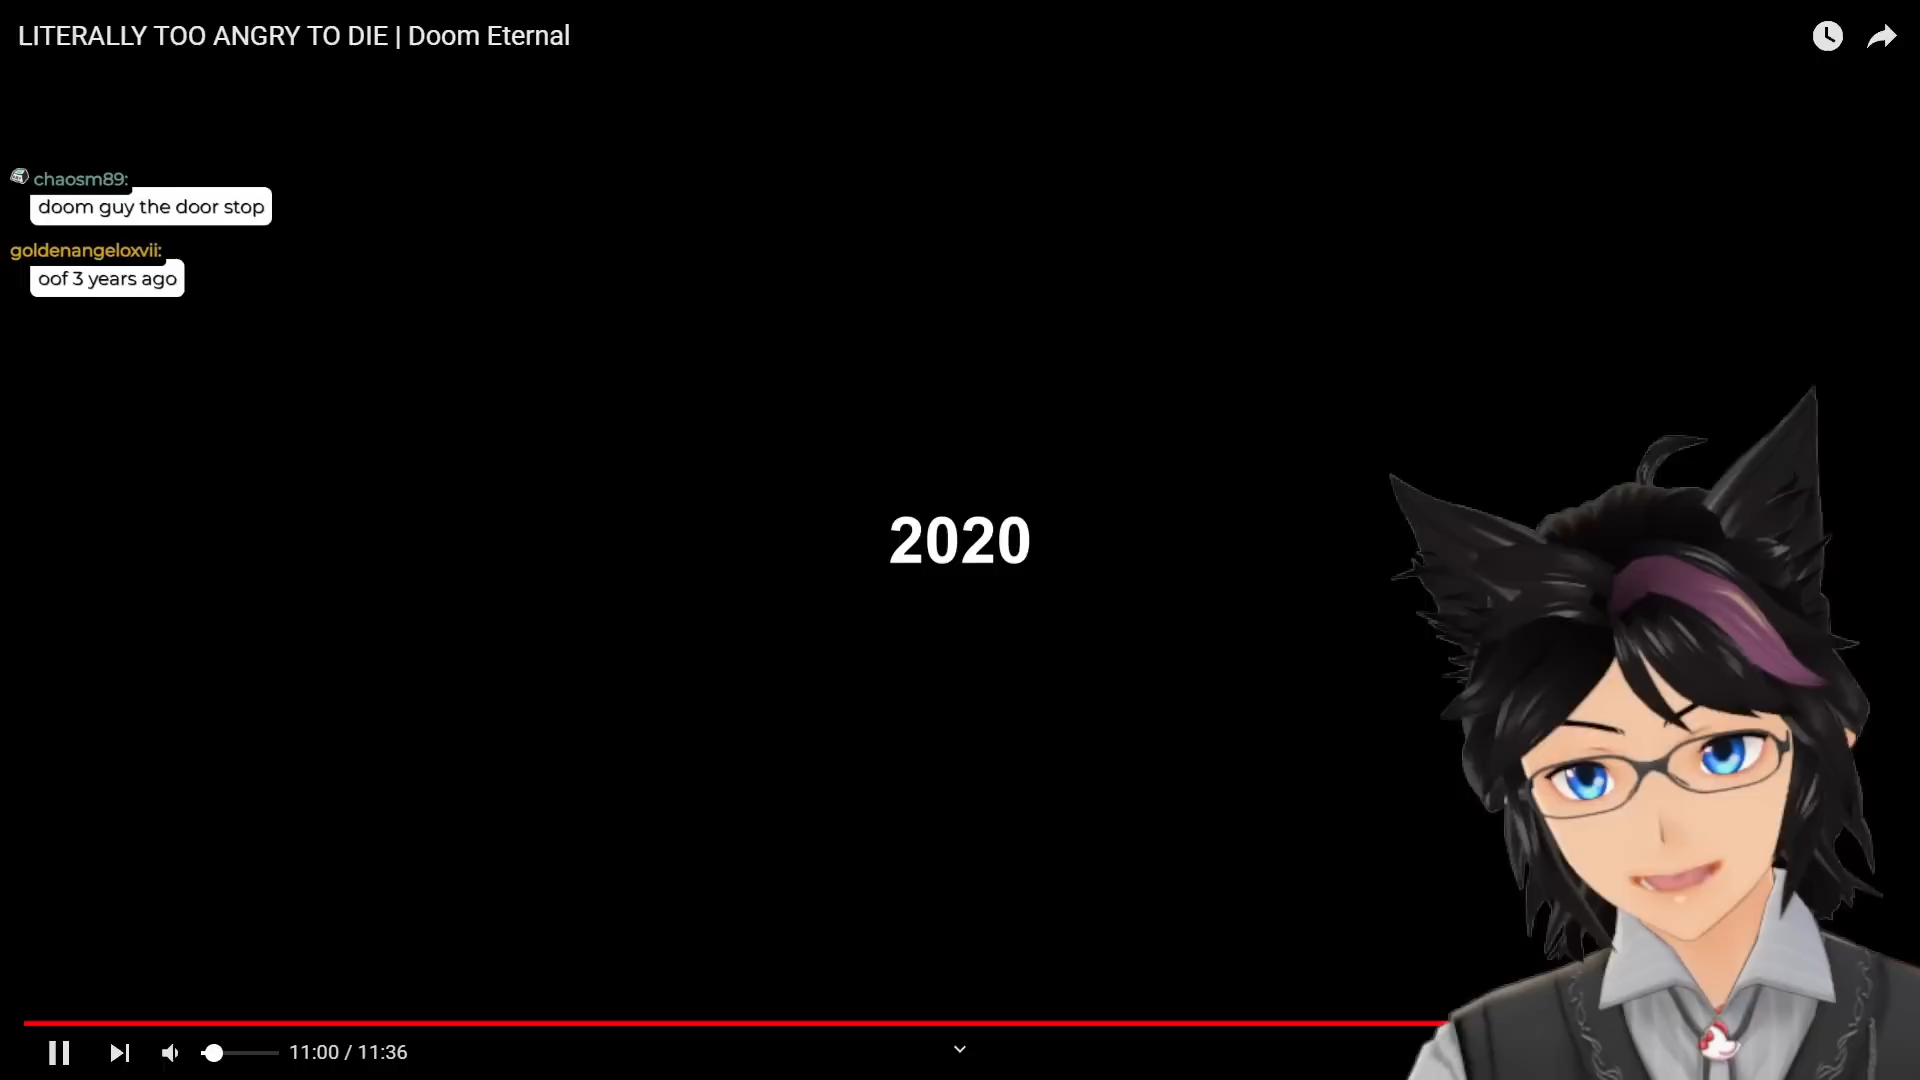 LITERALLY TOO ANGRY TO DIE | Doom Eternal
chaosm89:
doom guy the door stop
goldenangeloxvii:
oof 3 years ago
2020
11:00 / 11:36